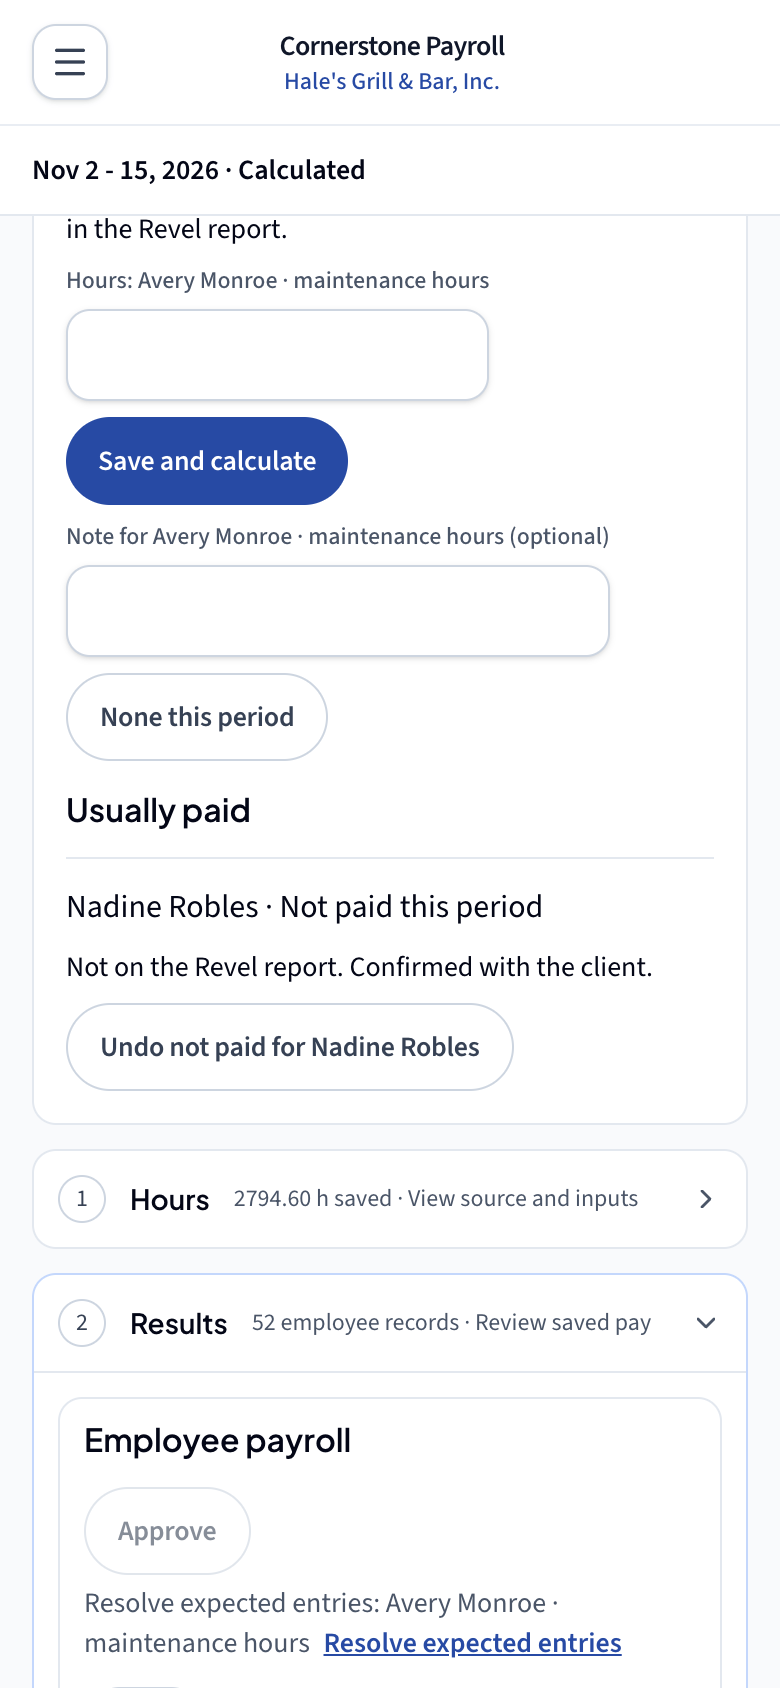 Cornerstone Payroll
Hale's Grill & Bar, Inc.
Nov 2 - 15, 2026 · Calculated
in the Revel report.
Hours: Avery Monroe · maintenance hours
Save and calculate
Note for Avery Monroe · maintenance hours (optional)
None this period
Usually paid
Nadine Robles · Not paid this period
Not on the Revel report. Confirmed with the client.
Undo not paid for Nadine Robles
1 Hours 2794.60 h saved · View source and inputs
2 Results 52 employee records · Review saved pay
Employee payroll
Approve
Resolve expected entries: Avery Monroe ·
maintenance hours Resolve expected entries